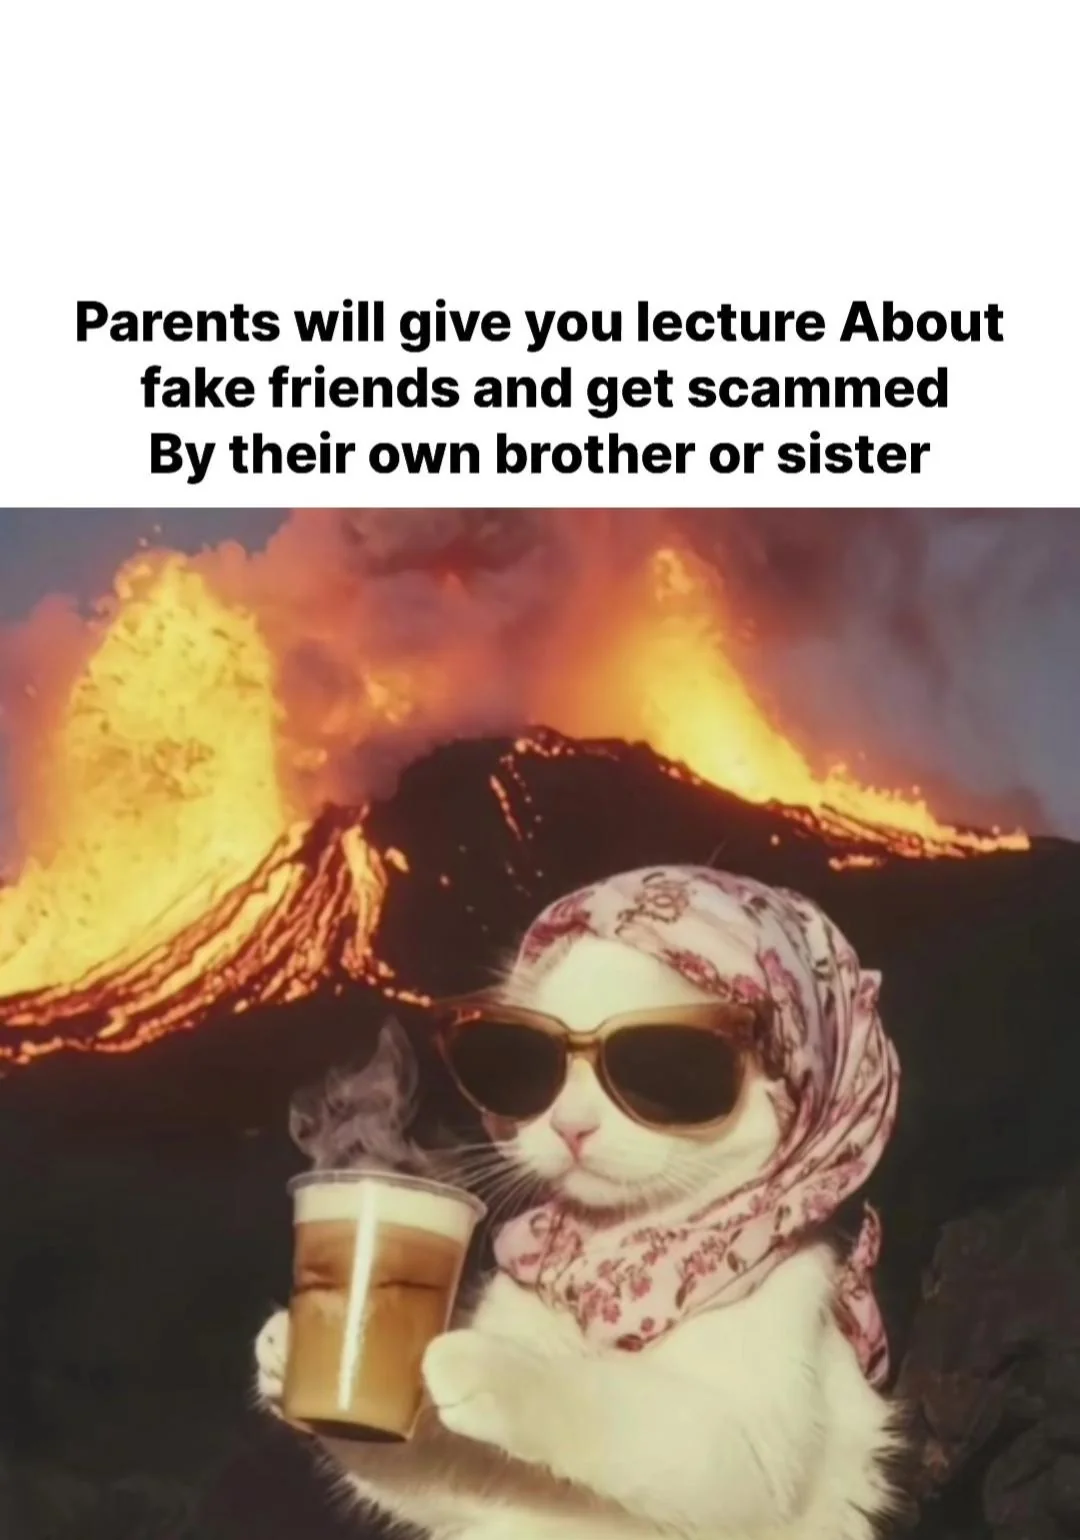 Parents will give you lecture About
fake friends and get scammed
By their own brother or sister